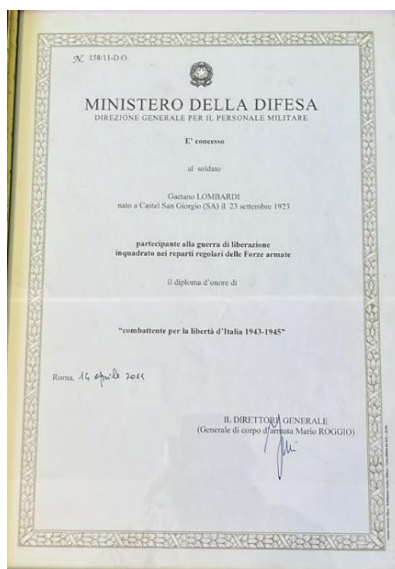 N. 158/11-D.O.
MINISTERO DELLA DIFESA
DIREZIONE GENERALE PER IL PERSONALE MILITARE
E' concesso
al soldato
Gaetano LOMBARDI
nato a Castel San Giorgio (SA) il 23 settembre 1923
partecipante alla guerra di liberazione
inquadrato nei reparti regolari delle Forze armate
il diploma d'onore di
"combattente per la libertà d'Italia 1943-1945"
Roma, 14 aprile 2011
IL DIRETTORE GENERALE
(Generale di corpo d'armata Mario ROGGIO)